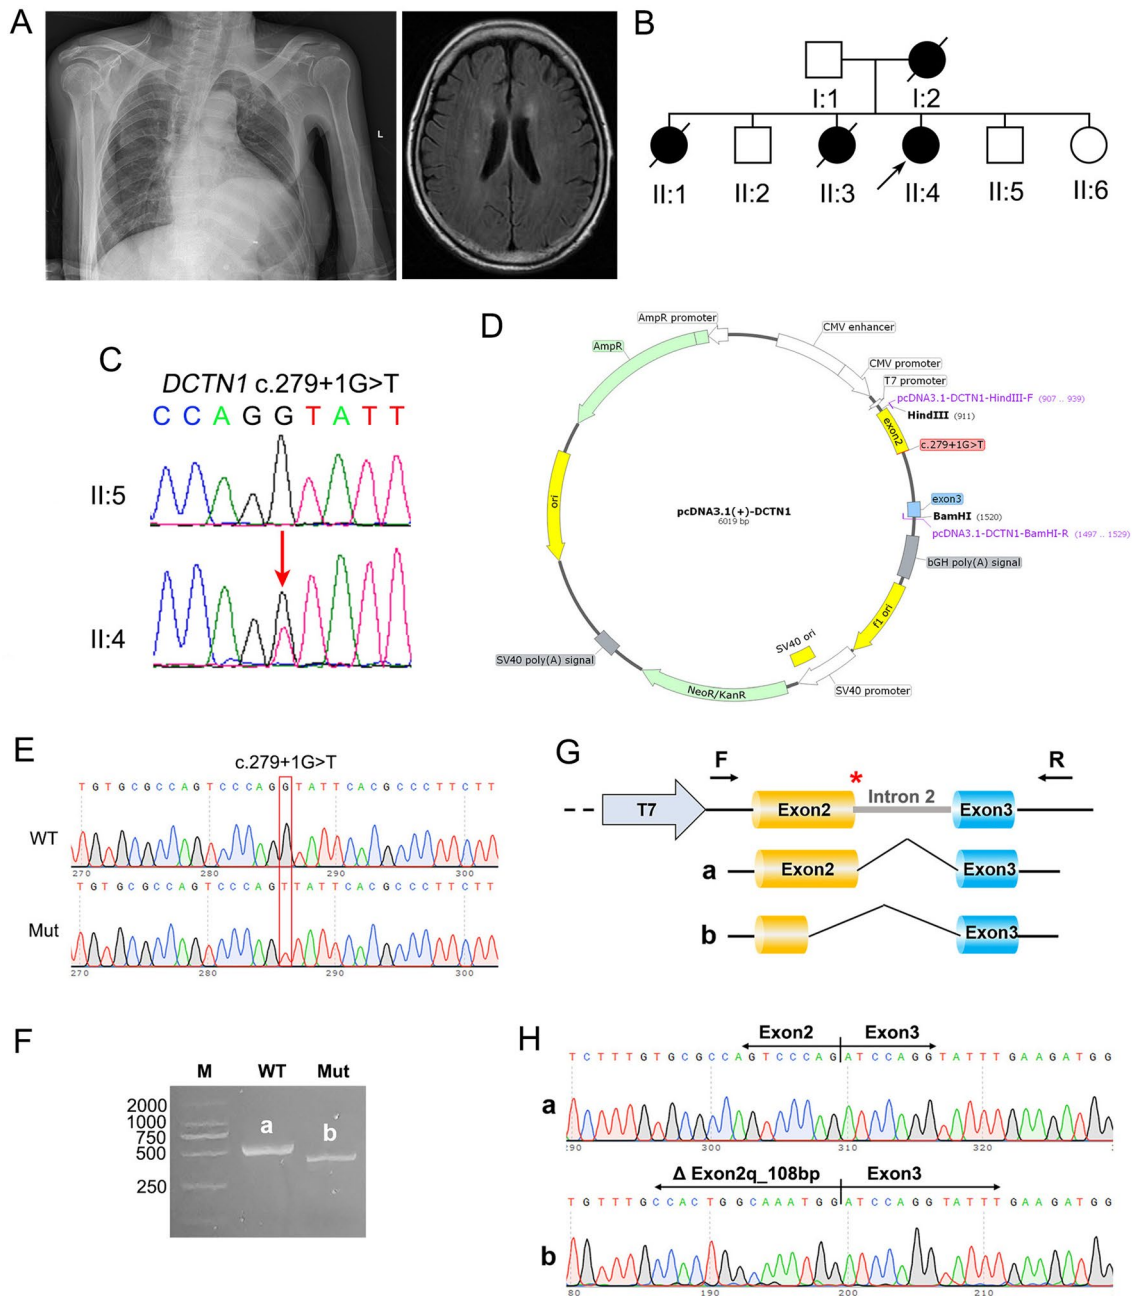 A
L
B
I:1
I:2
II:1
II:2
II:3
II:4
II:5
II:6
C
DCTN1 c.279+1G>T
C C A G G T A T T
II:5
II:4
D
AmpR promoter
CMV enhancer
AmpR
CMV promoter
T7 promoter
pcDNA3.1-DCTN1-HindIII-F (907 .. 939)
HindIII (911)
exon2
c.279+1G>T
ori
pcDNA3.1(+)-DCTN1
6019 bp
exon3
BamHI (1520)
pcDNA3.1-DCTN1-BamHI-R (1497 .. 1529)
bGH poly(A) signal
f1 ori
SV40 ori
SV40 poly(A) signal
SV40 promoter
NeoR/KanR
E
c.279+1G>T
T G T G C G C C A G T C C C A G G T A T T C A C G C C C T T C T T
WT
270 280 290 300
T G T G C G C C A G T C C C A G T T A T T C A C G C C C T T C T T
Mut
270 280 290 300
G
F R
*
T7 Exon2 Intron 2 Exon3
a Exon2 Exon3
b Exon3
F
M WT Mut
2000
1000
750
500
250
a
b
H
Exon2 Exon3
T C T T T G T G C G C C A G T C C C A G A T C C A G G T A T T T G A A G A T G G
a
290 300 310 320
Δ Exon2q_108bp Exon3
T G T T T G C C A C T G G C A A A T G G A T C C A G G T A T T T G A A G A T G G
b
80 190 200 210